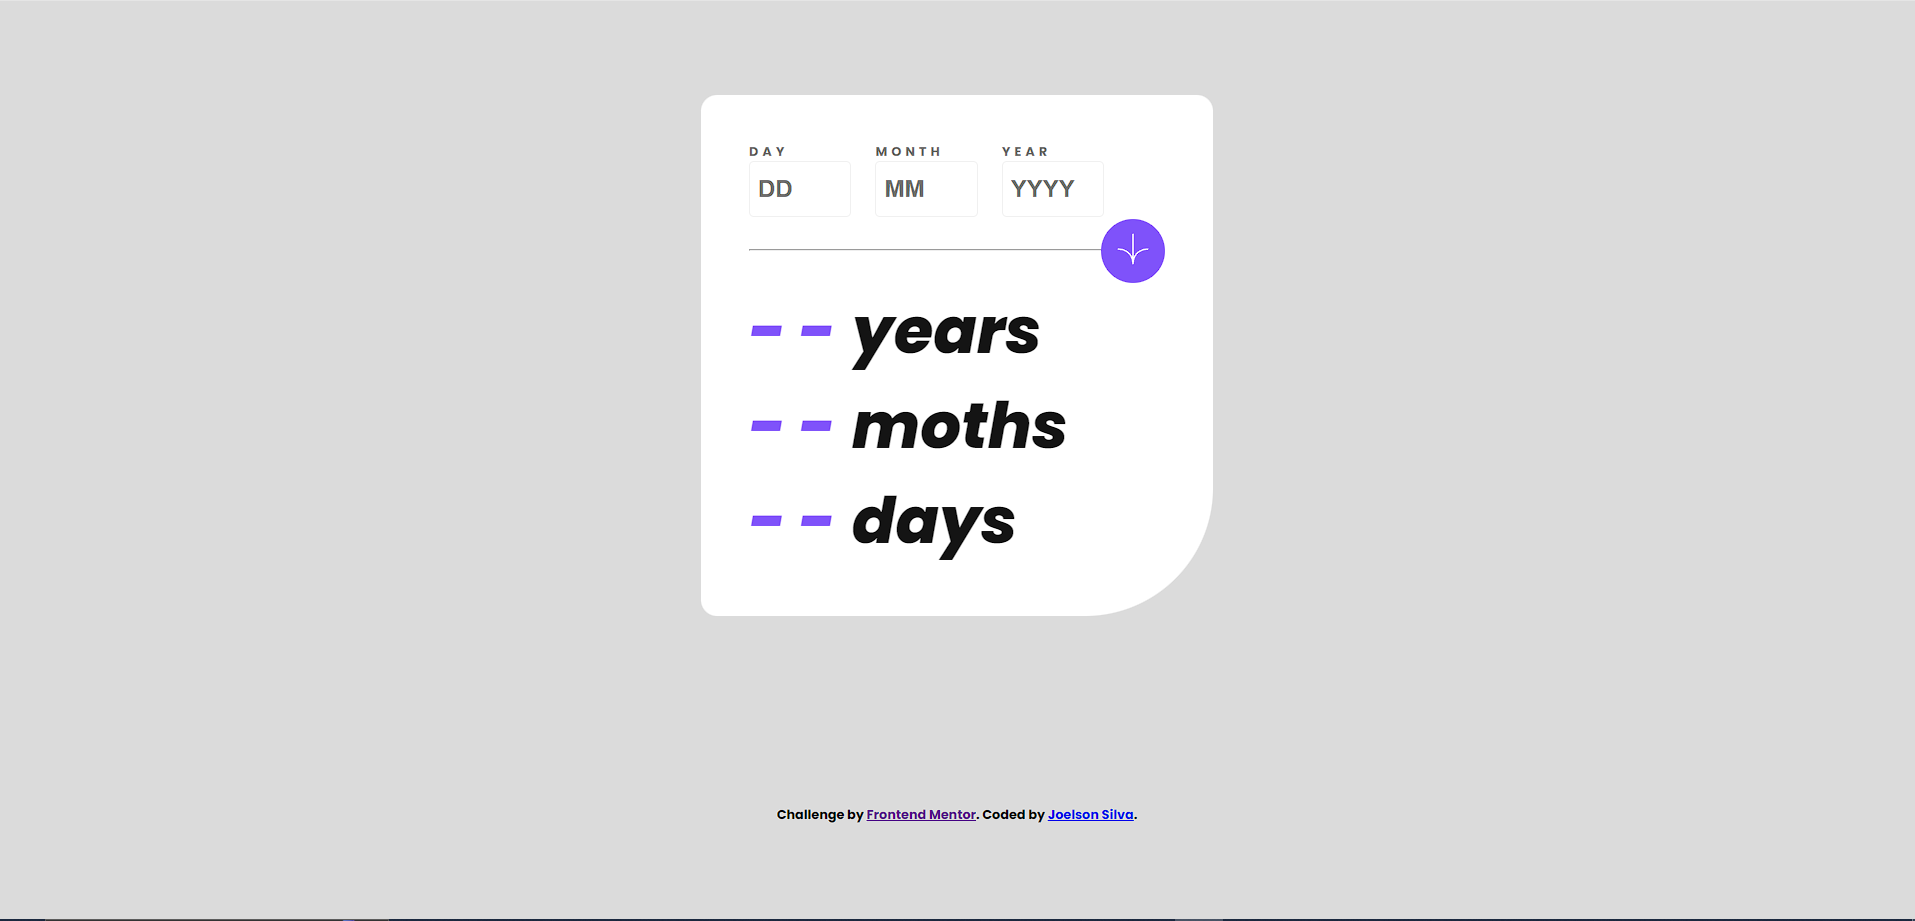 DAY MONTH YEAR
DD MM YYYY
- - years
- - moths
- - days
Challenge by Frontend Mentor. Coded by Joelson Silva.